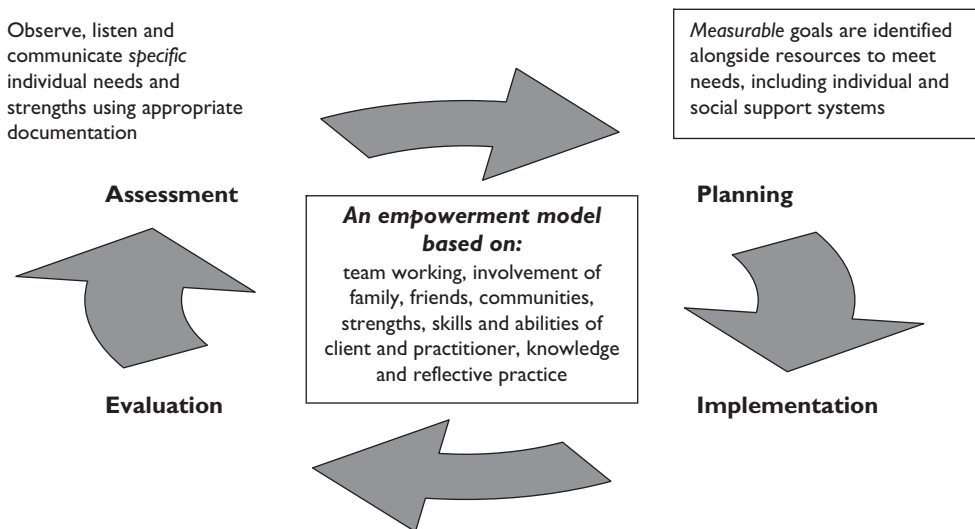 Observe, listen and
communicate specific
individual needs and
strengths using appropriate
documentation
Measurable goals are identified
alongside resources to meet
needs, including individual and
social support systems
Assessment
Planning
An empowerment model
based on:
team working, involvement of
family, friends, communities,
strengths, skills and abilities of
client and practitioner, knowledge
and reflective practice
Evaluation
Implementation